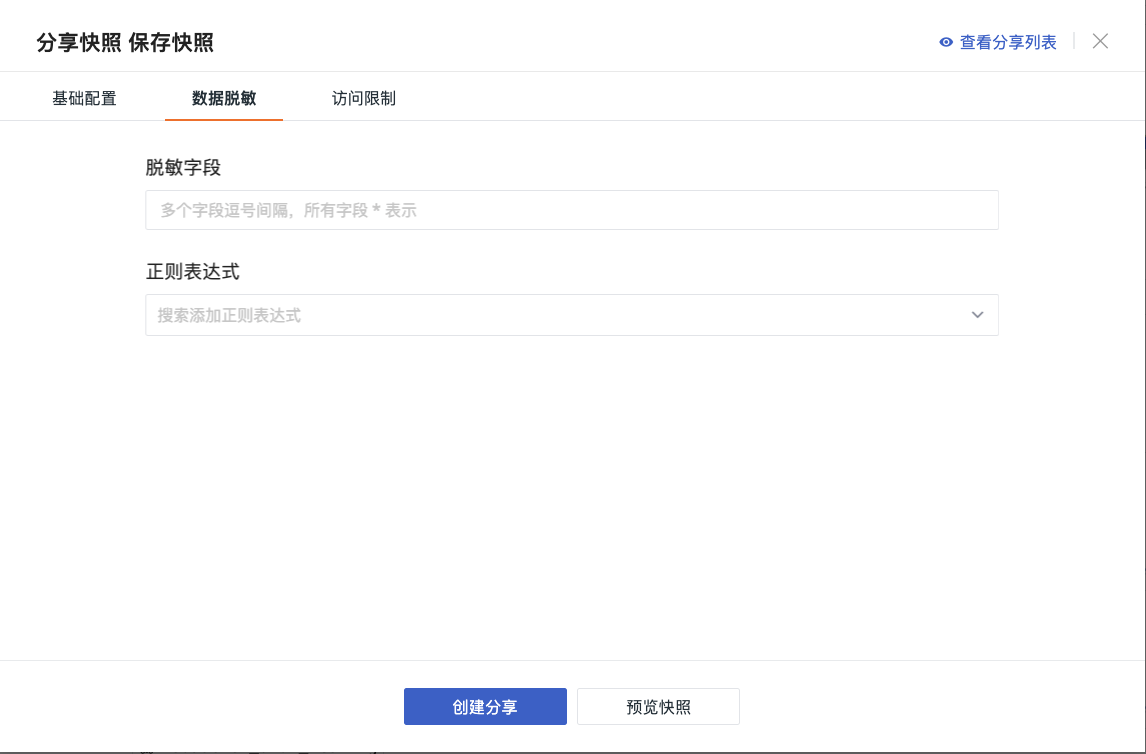 分享快照 保存快照
查看分享列表
基础配置 数据脱敏 访问限制
脱敏字段
多个字段逗号间隔，所有字段 * 表示
正则表达式
搜索添加正则表达式
创建分享 预览快照